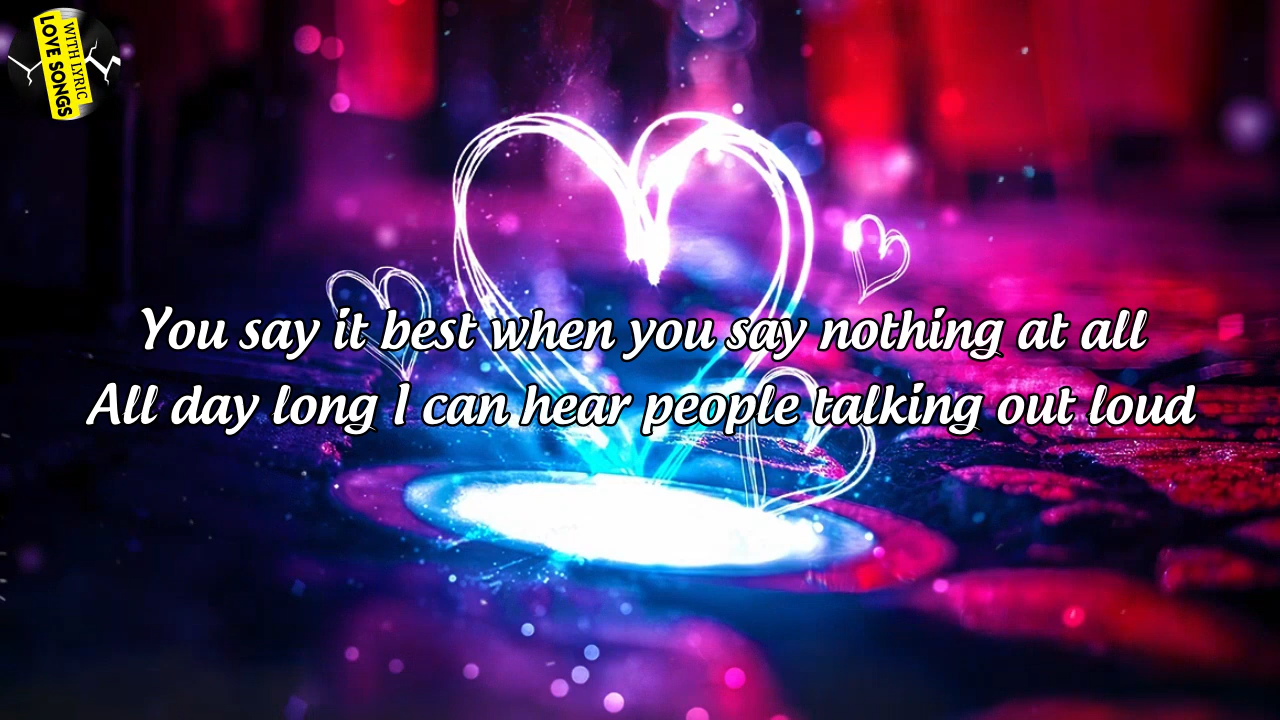 WITH LYRIC
LOVE SONGS
You say it best when you say nothing at all
All day long I can hear people talking out loud